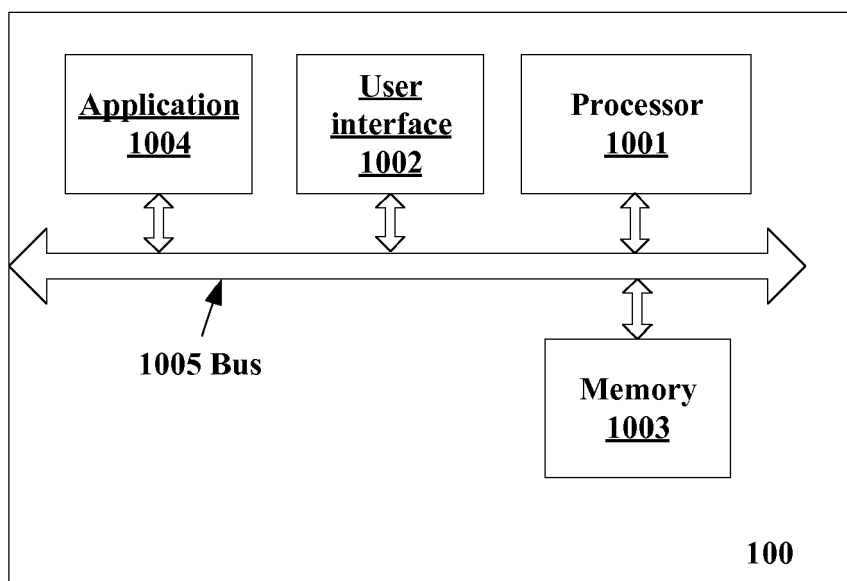 Application
1004
User
interface
1002
Processor
1001
1005 Bus
Memory
1003
100